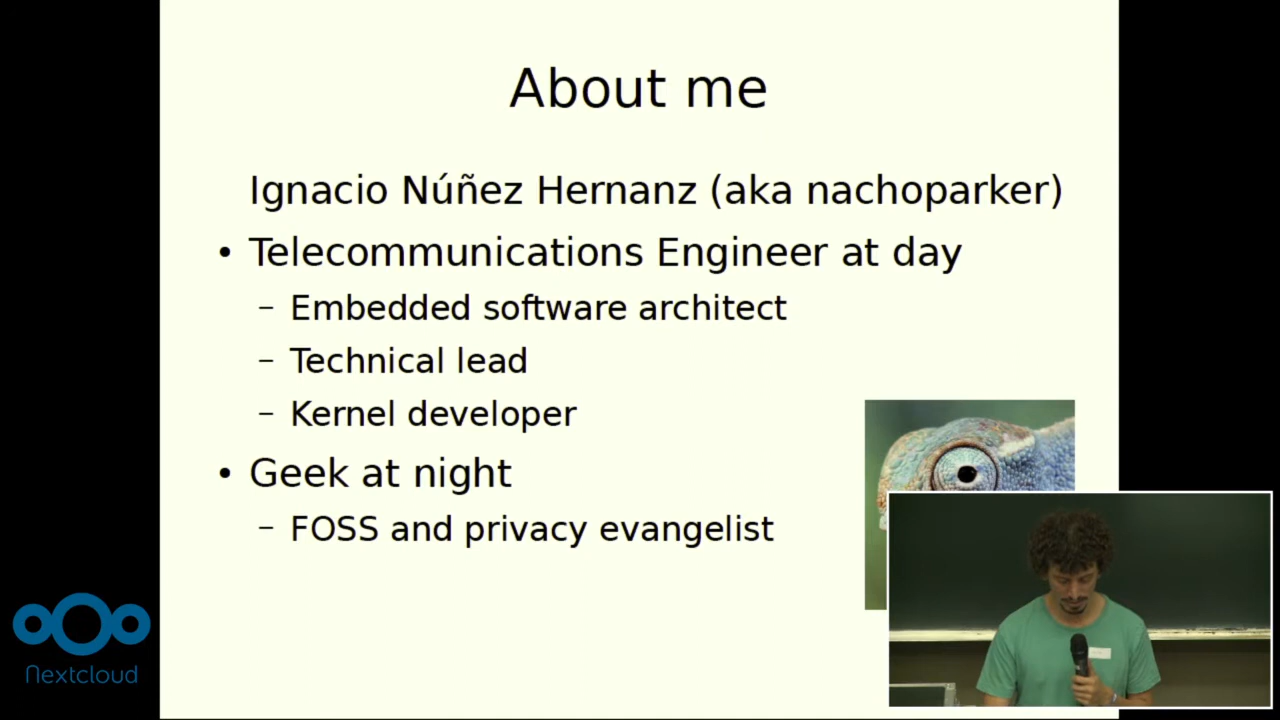 About me
Ignacio Núñez Hernanz (aka nachoparker)
• Telecommunications Engineer at day
– Embedded software architect
– Technical lead
– Kernel developer
• Geek at night
– FOSS and privacy evangelist
Nextcloud